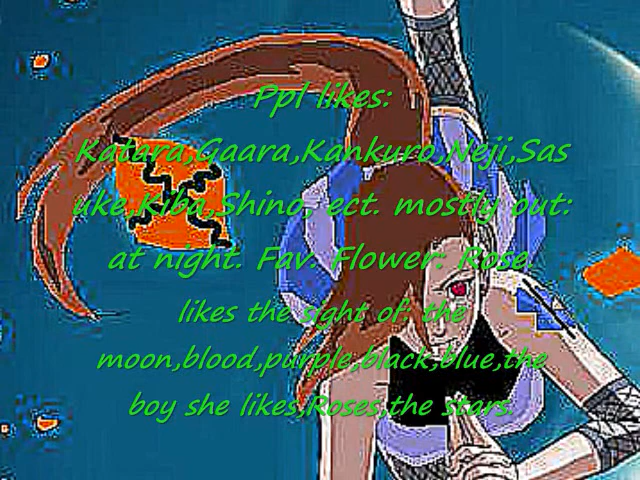 Ppl likes:
Katara,Gaara,Kankuro,Neji,Sas
uke,Kiba,Shino, ect. mostly out:
at night. Fav. Flower: Rose.
likes the sight of: the
moon,blood,purple,black,blue,the
boy she likes,Roses,the stars.